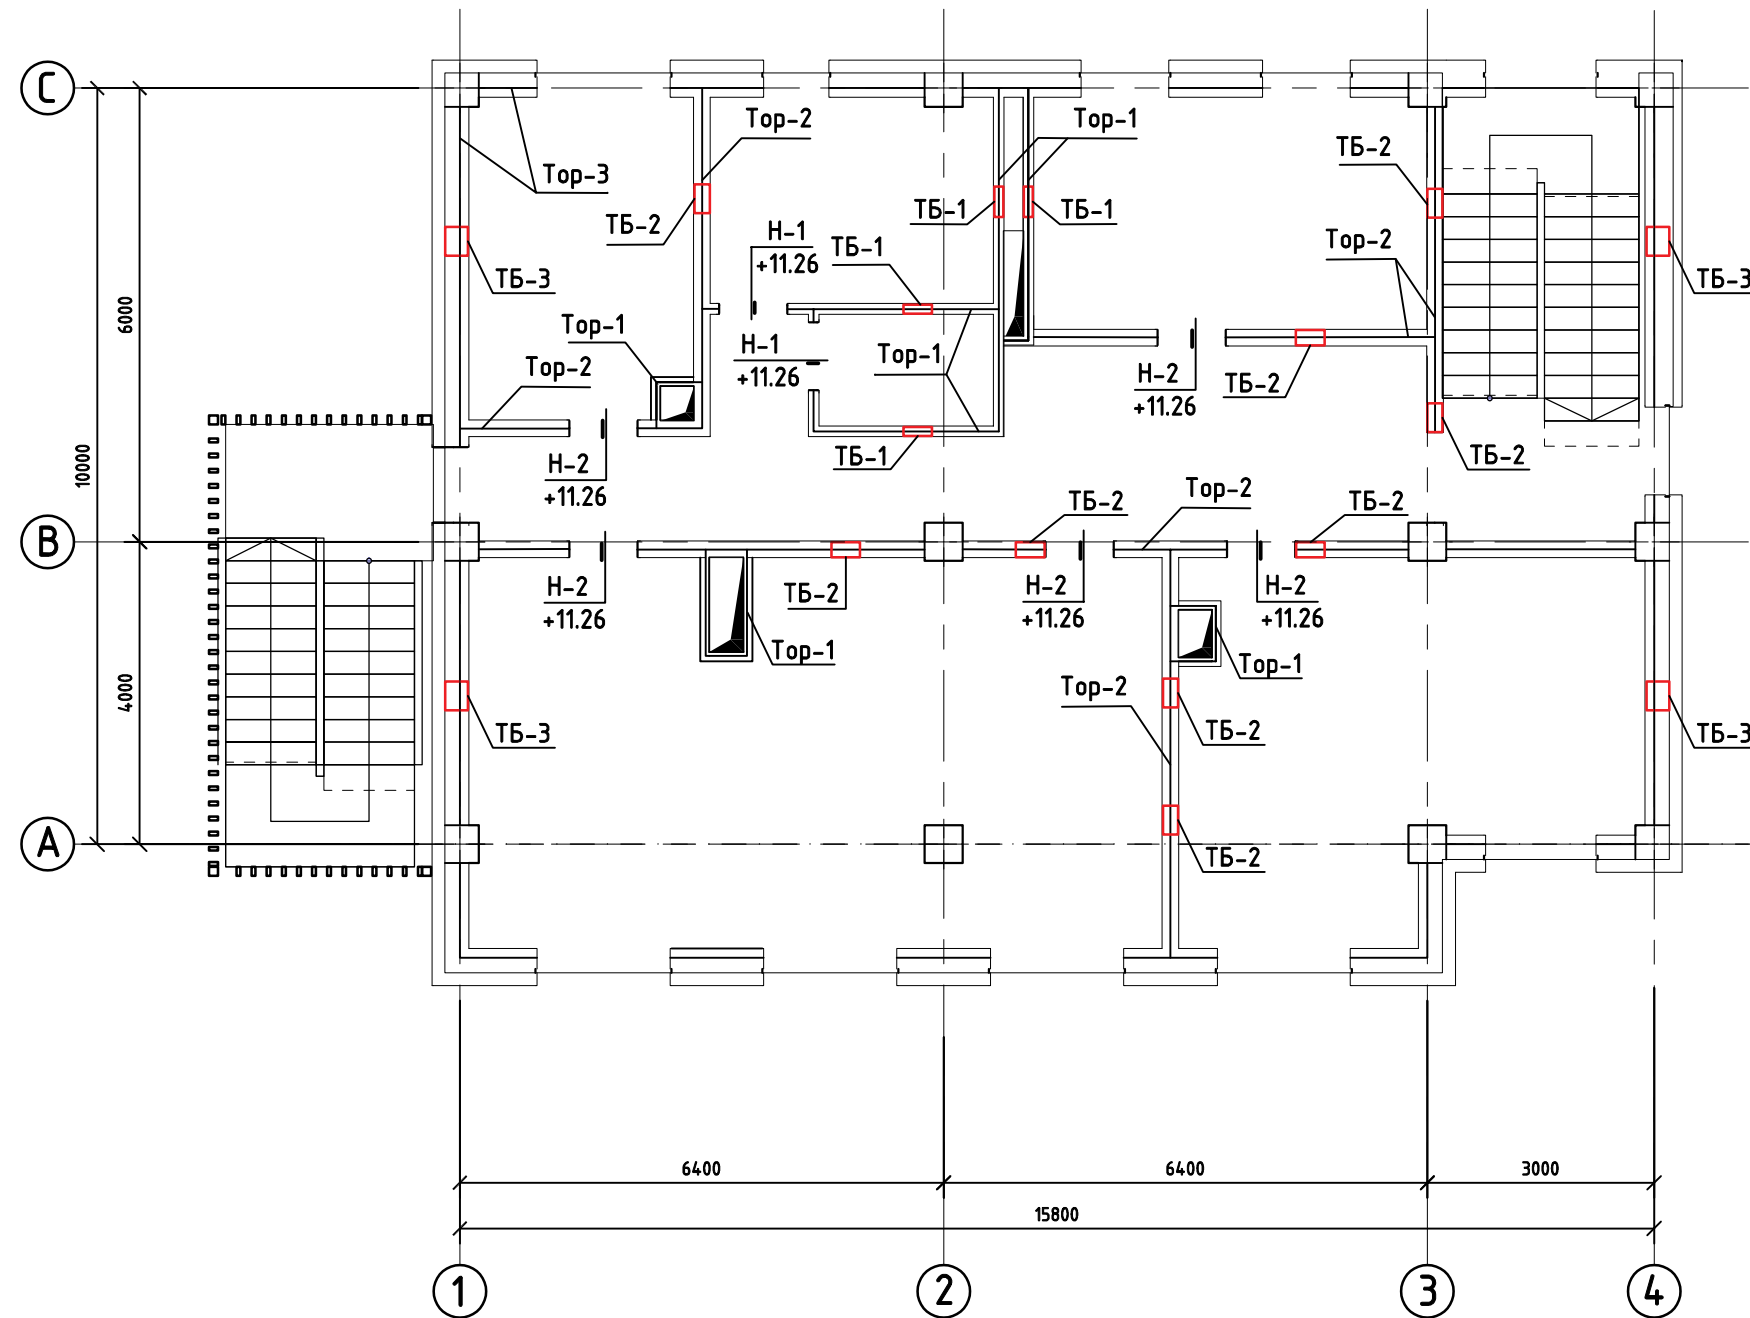 С
Тор-2
Тор-1
ТБ-2
Тор-3
ТБ-2
ТБ-1
ТБ-1
Н-1
+11.26
ТБ-1
Тор-2
ТБ-3
ТБ-3
6000
Тор-1
Н-1
+11.26
Тор-1
Тор-2
Н-2
+11.26
ТБ-2
10000
Н-2
+11.26
ТБ-1
ТБ-2
Тор-2
ТБ-2
ТБ-2
В
Н-2
+11.26
ТБ-2
Н-2
+11.26
Н-2
+11.26
Тор-1
Тор-1
4000
Тор-2
ТБ-3
ТБ-2
ТБ-3
А
ТБ-2
6400
6400
3000
15800
1
2
3
4